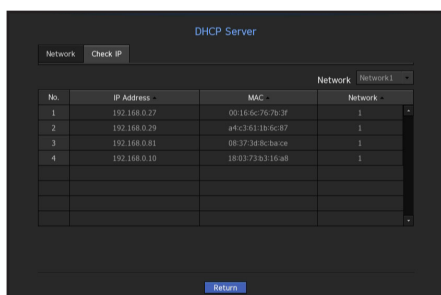 DHCP Server
Network Check IP
Network Network1
No. IP Address MAC Network
1 192.168.0.27 00:16:6c:76:7b:3f 1
2 192.168.0.29 a4:c3:61:1b:6c:87 1
3 192.168.0.81 08:37:3d:8c:ba:ce 1
4 192.168.0.10 18:03:73:b3:16:a8 1
Return